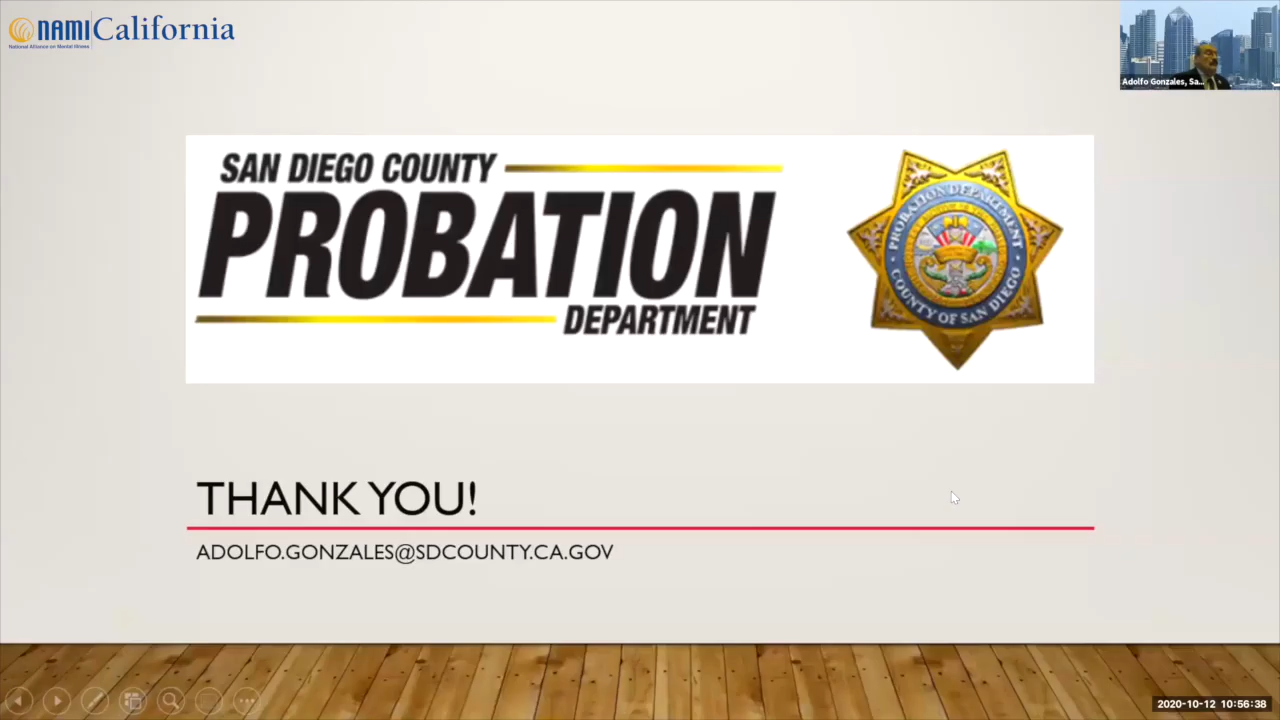 NAMI California
National Alliance on Mental Illness
Adolfo Gonzales, Sa...
SAN DIEGO COUNTY
PROBATION
DEPARTMENT
PROBATION DEPARTMENT
COUNTY OF SAN DIEGO
THANK YOU!
ADOLFO.GONZALES@SDCOUNTY.CA.GOV
2020-10-12 10:56:38